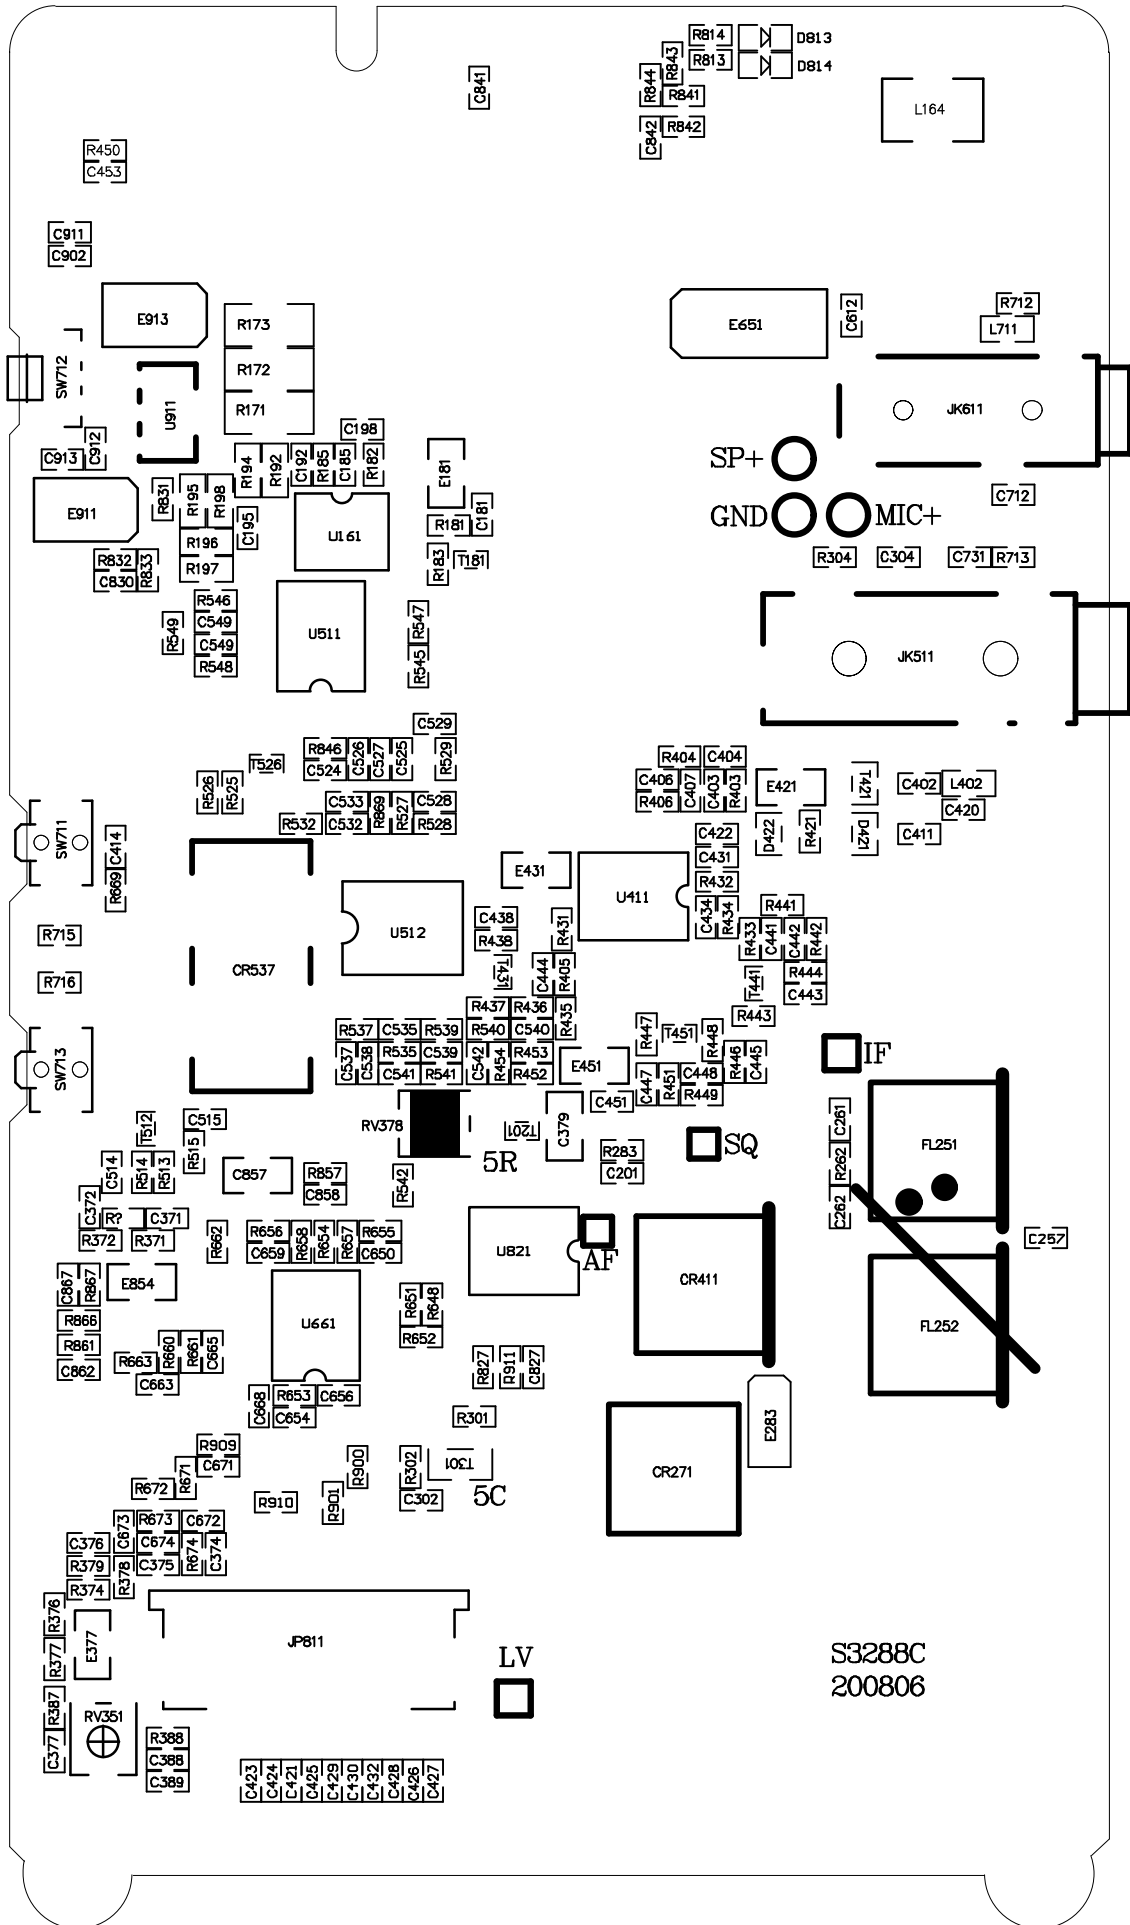 R814
D813
R843
R813
D814
C841
R844
R841
L164
C842
R842
R450
C453
C911
C902
E913
R173
E651
C612
R712
L711
SW712
R172
U911
R171
JK611
C198
C912
C913
R194
R192
C192
R185
C185
R182
E181
SP+
E911
R831
R195
R198
C195
U161
R181
C181
GND
MIC+
C712
R196
R832
R833
R197
C830
R183
T181
R304
C304
C731
R713
R546
C549
R549
C549
R548
U511
R547
R545
JK511
C529
T526
R846
C526
C527
C525
R529
C524
R404
C404
C406
C407
C403
R403
R406
E421
T421
C402
L402
C420
R526
R525
C533
R869
R527
C528
R532
C532
R528
C422
D422
R421
D421
C411
SW711
C414
R669
E431
C431
R432
U411
C434
R434
R441
U512
C438
R438
R431
R433
C441
C442
R442
R715
R716
CR537
T431
C444
R405
T441
R444
C443
R437
R436
R435
R443
R537
C535
R539
R540
C540
R447
T451
R448
SW713
C537
C538
R535
C539
C542
R454
R453
C541
R541
R452
E451
R446
C445
IF
C447
R451
C448
R449
C451
RV378
T201
C379
C261
FL251
T512
C515
R515
5R
SQ
R283
C201
R262
C514
R514
R513
C857
R857
C858
R542
C262
C372
R?
C371
R372
R371
R662
R656
R658
R654
R657
R655
C659
C650
U821
AF
CR411
C257
C867
R867
E854
U661
R651
R648
R866
R652
FL252
R861
R663
R660
R661
C665
C862
C663
R827
R911
C827
C668
R653
C656
C654
R301
E283
R909
C671
R671
R672
R900
R302
T301
CR271
R910
R901
C302
5C
C673
R673
C672
C376
C674
R674
C374
R379
R378
C375
R374
R376
E377
R377
JP811
LV
S3288C
200806
R387
RV351
C377
R388
C388
C389
C423
C424
C421
C425
C429
C430
C432
C428
C426
C427